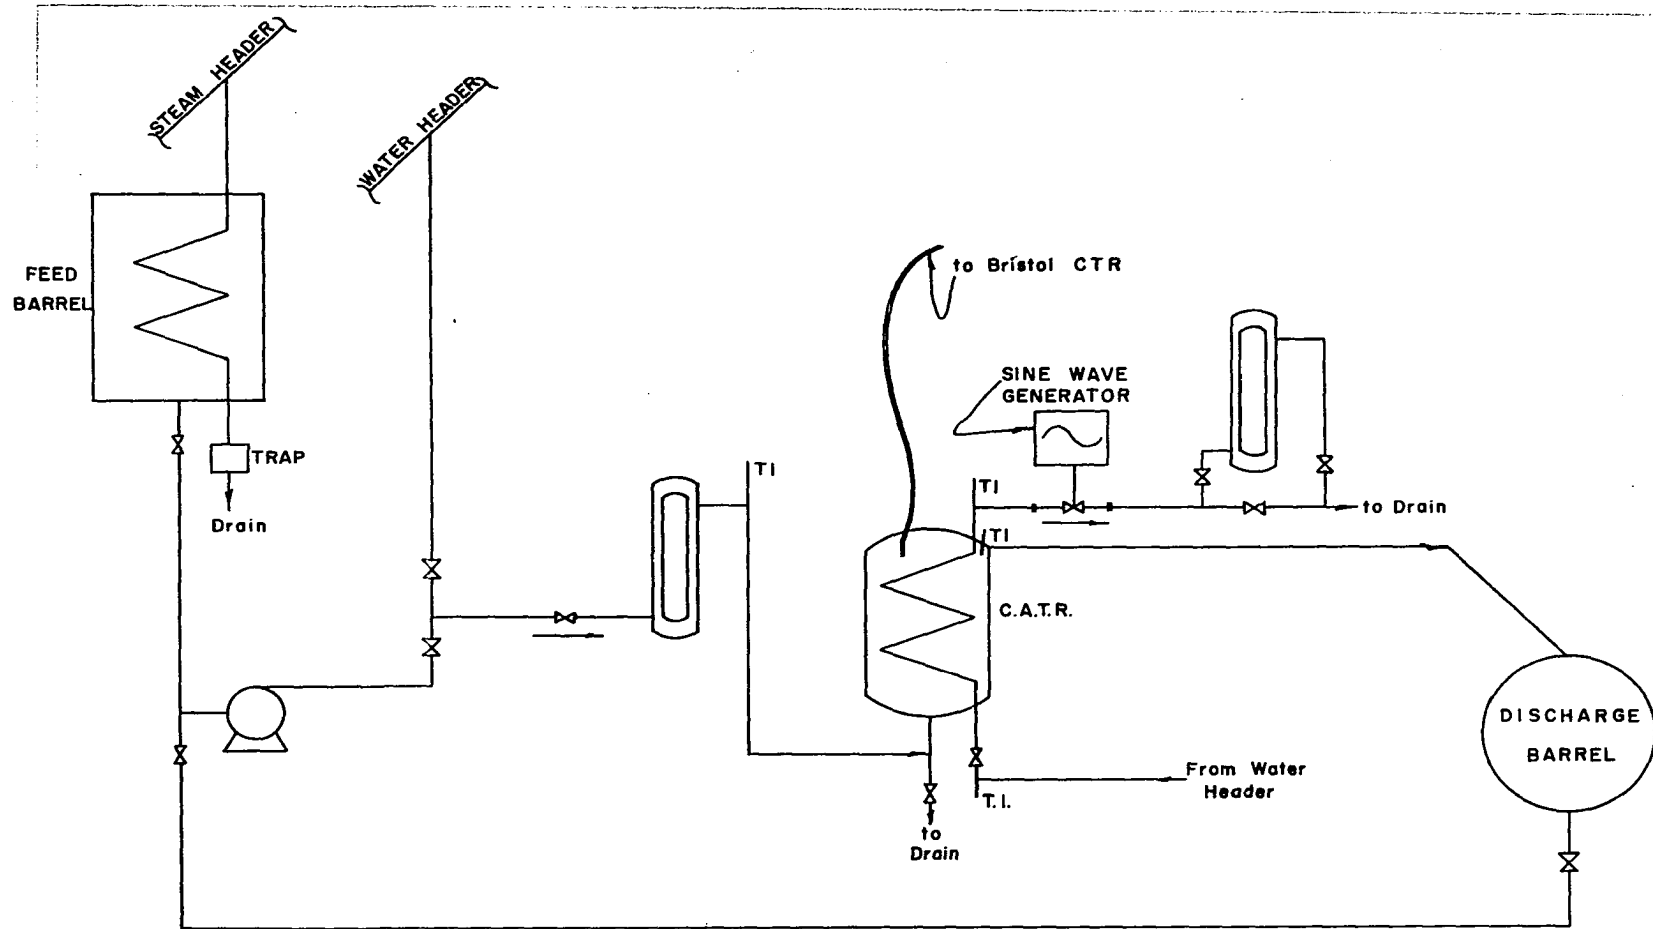 STEAM HEADER
WATER HEADER
FEED
BARREL
to Bristol CTR
SINE WAVE
GENERATOR
TRAP
Drain
TI
TI
to Drain
TI
C.A.T.R.
DISCHARGE
BARREL
From Water
Header
T.I.
to
Drain